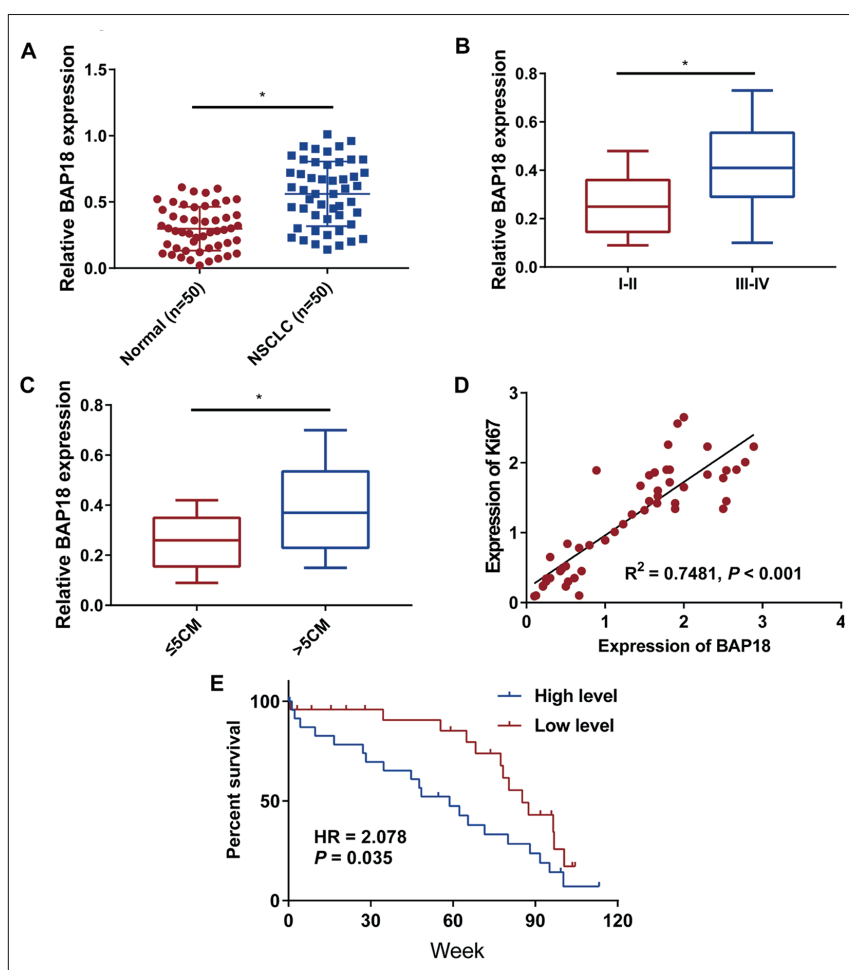 A
Relative BAP18 expression
1.5
1.0
0.5
0.0
*
Normal (n=50)
NSCLC (n=50)
B
Relative BAP18 expression
0.8
0.6
0.4
0.2
0.0
*
I-II
III-IV
C
Relative BAP18 expression
0.8
0.6
0.4
0.2
0.0
*
≤5CM
>5CM
D
Expression of Ki67
3
2
1
0
R² = 0.7481, P < 0.001
0 1 2 3 4
Expression of BAP18
E
Percent survival
100
50
0
High level
Low level
HR = 2.078
P = 0.035
0 30 60 90 120
Week